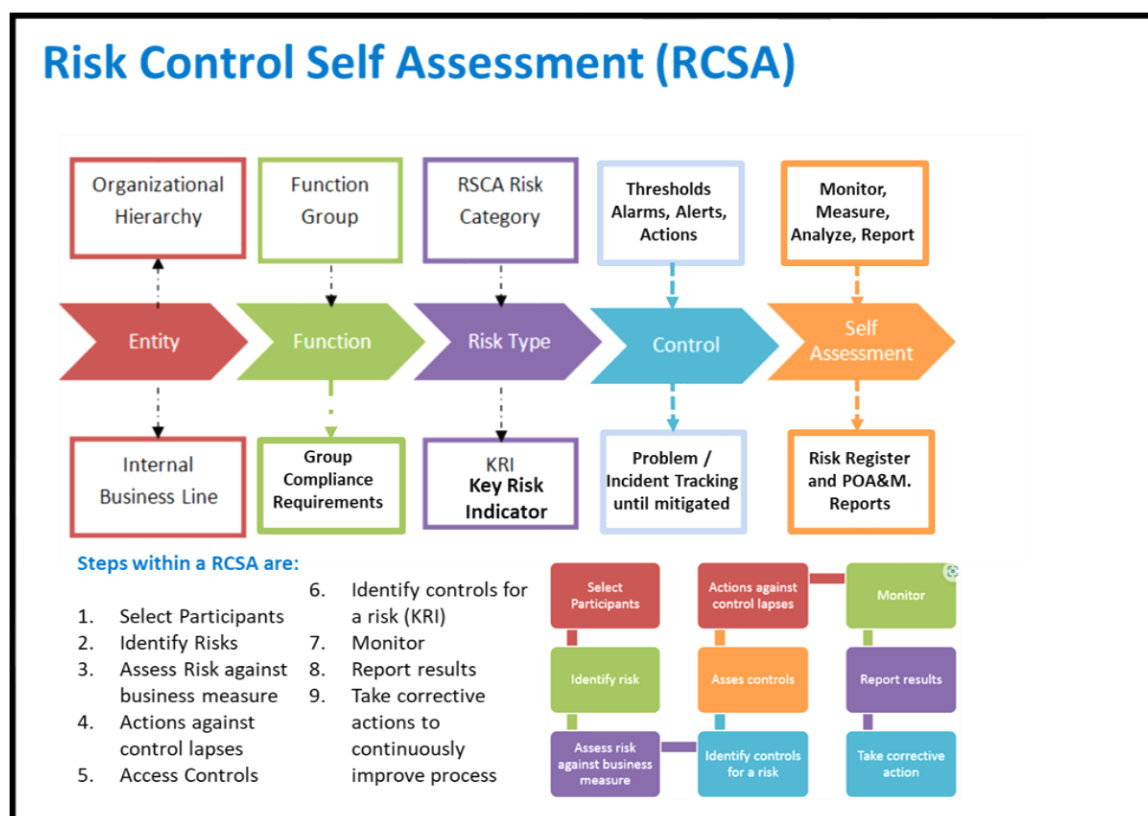 Risk Control Self Assessment (RCSA)
Organizational
Hierarchy
Function
Group
RSCA Risk
Category
Thresholds
Alarms, Alerts,
Actions
Monitor,
Measure,
Analyze, Report
Entity
Function
Risk Type
Control
Self
Assessment
Internal
Business Line
Group
Compliance
Requirements
KRI
Key Risk
Indicator
Problem /
Incident Tracking
until mitigated
Risk Register
and POA&M.
Reports
Steps within a RCSA are:
1. Select Participants
2. Identify Risks
3. Assess Risk against
business measure
4. Actions against
control lapses
5. Access Controls
6. Identify controls for
a risk (KRI)
7. Monitor
8. Report results
9. Take corrective
actions to
continuously
improve process
Select
Participants
Identify risk
Assess risk
against business
measure
Identify controls
for a risk
Asses controls
Actions against
control lapses
Monitor
Report results
Take corrective
action